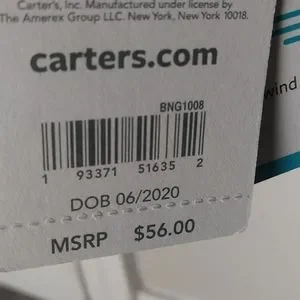 Carter's, Inc. Manufactured under license by
The Amerex Group LLC. New York, New York 10018.
carters.com
wind
BNG1008
1 93371 51635 2
DOB 06/2020
MSRP $56.00